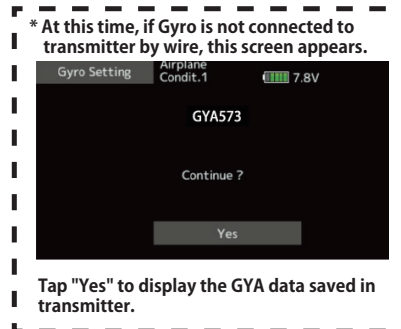 * At this time, if Gyro is not connected to
transmitter by wire, this screen appears.
Gyro Setting
Airplane
Condit.1
7.8V
GYA573
Continue ?
Yes
Tap "Yes" to display the GYA data saved in
transmitter.